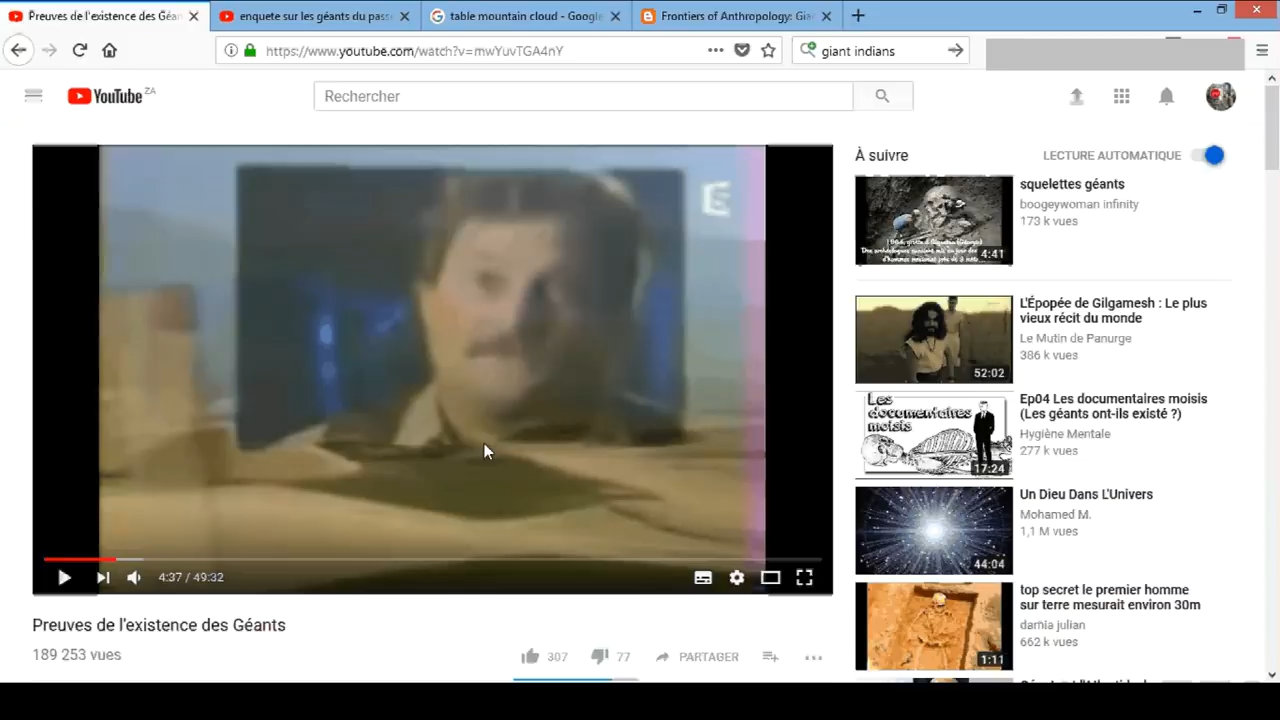 Preuves de l'existence des Géan
enquete sur les géants du pass
table mountain cloud - Google
Frontiers of Anthropology: Gia
https://www.youtube.com/watch?v=mwYuvTGA4nY
giant indians
YouTube ZA
Rechercher
À suivre
LECTURE AUTOMATIQUE
squelettes géants
boogeywoman infinity
173 k vues
4:41
L'Épopée de Gilgamesh : Le plus
vieux récit du monde
Le Mutin de Panurge
386 k vues
52:02
Les
documentaires
moisis
17:24
Ep04 Les documentaires moisis
(Les géants ont-ils existé ?)
Hygiène Mentale
277 k vues
Un Dieu Dans L'Univers
Mohamed M.
1,1 M vues
44:04
top secret le premier homme
sur terre mesurait environ 30m
damia julian
662 k vues
1:11
4:37 / 49:32
Preuves de l'existence des Géants
189 253 vues
307
77
PARTAGER